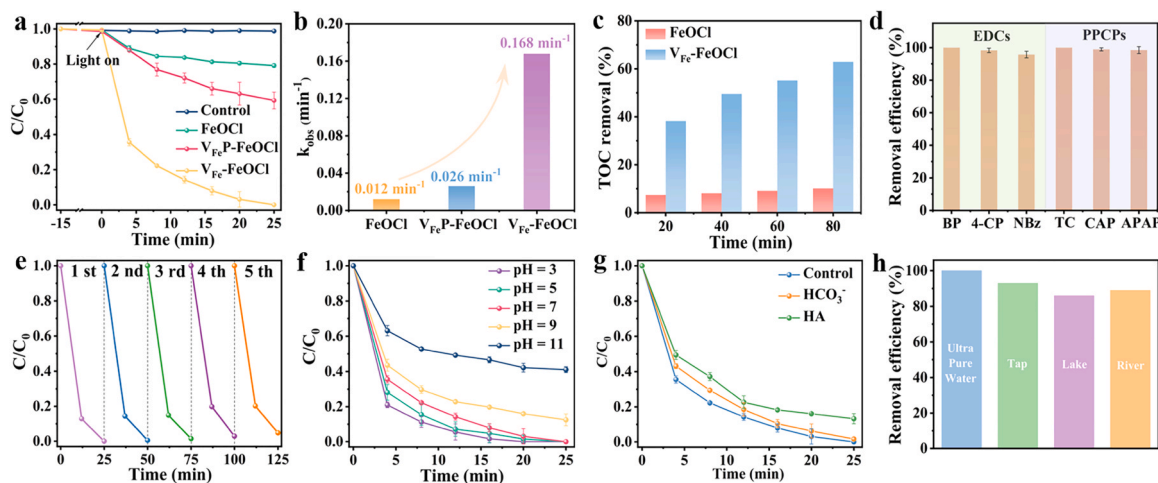 a
C/C0
1.0
0.8
0.6
0.4
0.2
0.0
Light on
Control
FeOCl
VFeP-FeOCl
VFe-FeOCl
-15 0 5 10 15 20 25
Time (min)
b
kobs (min-1)
0.20
0.16
0.12
0.08
0.04
0.00
0.168 min-1
0.012 min-1
0.026 min-1
FeOCl VFeP-FeOCl VFe-FeOCl
c
TOC removal (%)
80
60
40
20
0
FeOCl
VFe-FeOCl
20 40 60 80
Time (min)
d
Removal efficiency (%)
100
80
60
40
20
0
EDCs PPCPs
BP 4-CP NBz TC CAP APAP
e
C/C0
1.0
0.8
0.6
0.4
0.2
0.0
1 st 2 nd 3 rd 4 th 5 th
0 25 50 75 100 125
Time (min)
f
C/C0
1.0
0.8
0.6
0.4
0.2
0.0
pH = 3
pH = 5
pH = 7
pH = 9
pH = 11
0 5 10 15 20 25
Time (min)
g
C/C0
1.0
0.8
0.6
0.4
0.2
0.0
Control
HCO3-
HA
0 5 10 15 20 25
Time (min)
h
Removal efficiency (%)
100
80
60
40
20
0
Ultra
Pure
Water
Tap
Lake
River